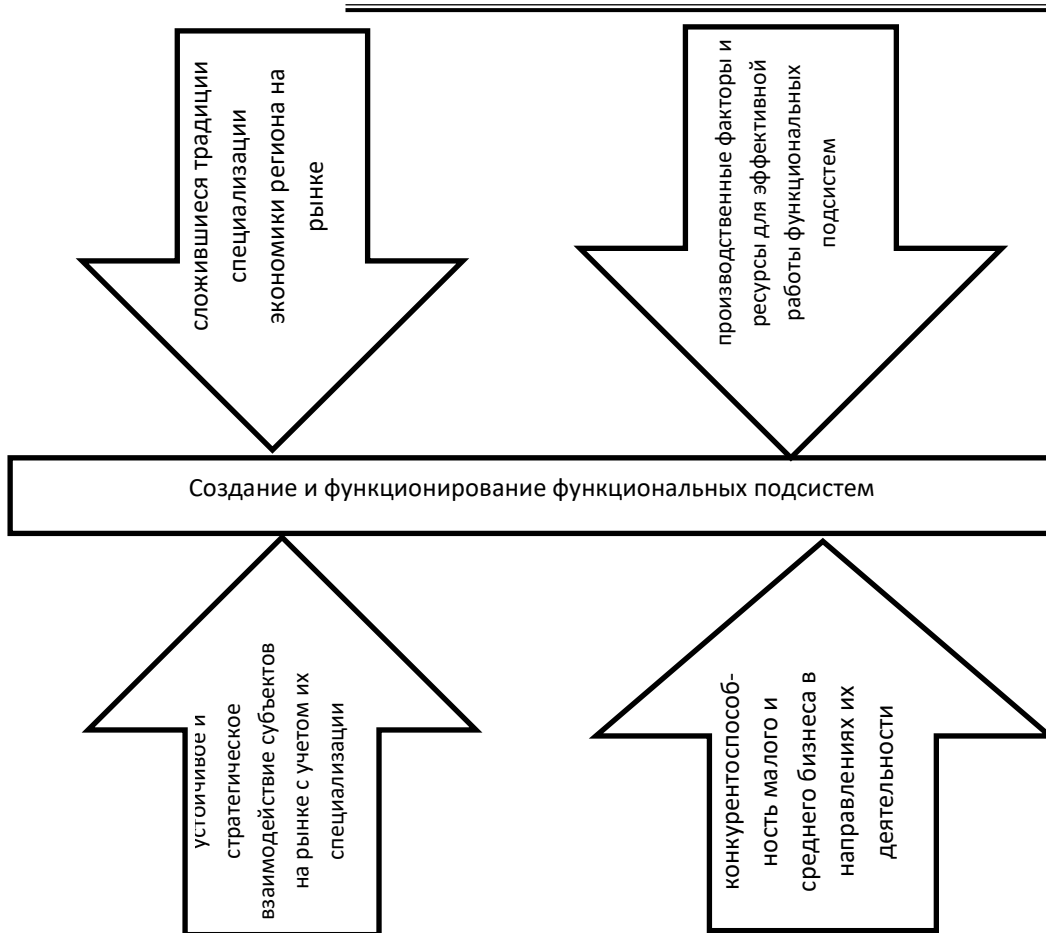 сложившиеся традиции
специализации
экономики региона на
рынке
производственные факторы и
ресурсы для эффективной
работы функциональных
подсистем
Создание и функционирование функциональных подсистем
устойчивое и
стратегическое
взаимодействие субъектов
на рынке с учетом их
специализации
конкурентоспособ-
ность малого и
среднего бизнеса в
направлениях их
деятельности